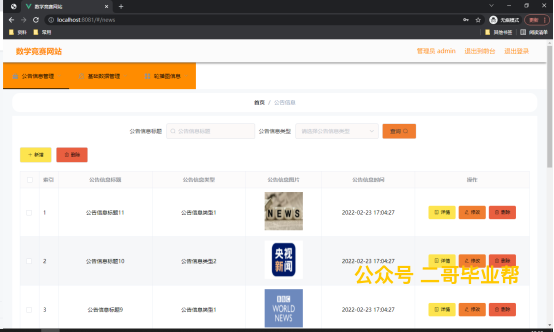 数学竞赛网站
localhost:8081/#/news
无痕模式
更新
资料
常用
其他书签
阅读清单
数学竞赛网站
管理员 admin
退出到前台
退出登录
公告信息管理
基础数据管理
轮播图信息
首页 / 公告信息
公告信息标题
公告信息标题
公告信息类型
请选择公告信息类型
查询
+ 新增
删除
索引
公告信息标题
公告信息类型
公告信息图片
公告信息时间
操作
1
公告信息标题11
公告信息类型1
NEWS
2022-02-23 17:04:27
详情
修改
删除
2
公告信息标题10
公告信息类型2
央视
新闻
2022-02-23 17:04:27
详情
修改
删除
公众号 二哥毕业帮
3
公告信息标题9
公告信息类型1
BBC
WORLD
NEWS
2022-02-23 17:04:27
详情
修改
删除